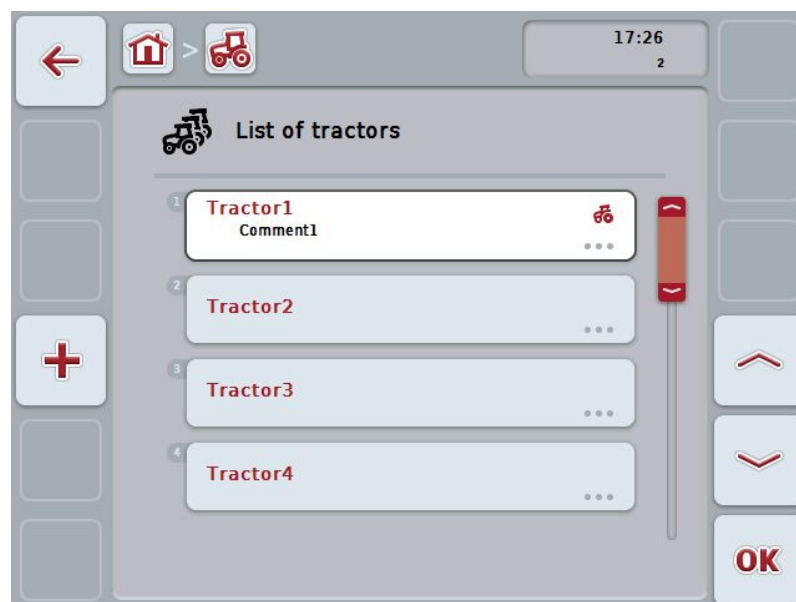 17:26
2
List of tractors
1
Tractor1
Comment1
2
Tractor2
3
Tractor3
4
Tractor4
OK